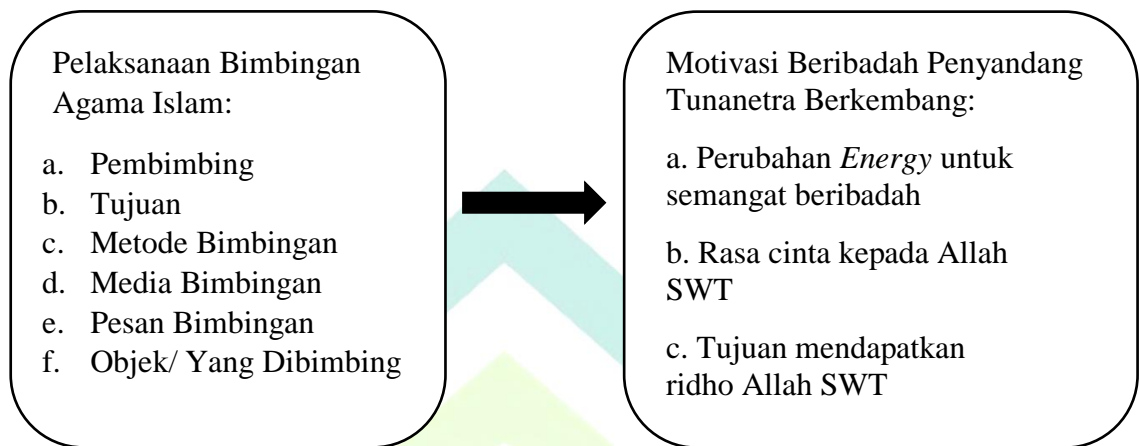 Pelaksanaan Bimbingan
Agama Islam:
a. Pembimbing
b. Tujuan
c. Metode Bimbingan
d. Media Bimbingan
e. Pesan Bimbingan
f. Objek/ Yang Dibimbing
Motivasi Beribadah Penyandang
Tunanetra Berkembang:
a. Perubahan Energy untuk
semangat beribadah
b. Rasa cinta kepada Allah
SWT
c. Tujuan mendapatkan
ridho Allah SWT